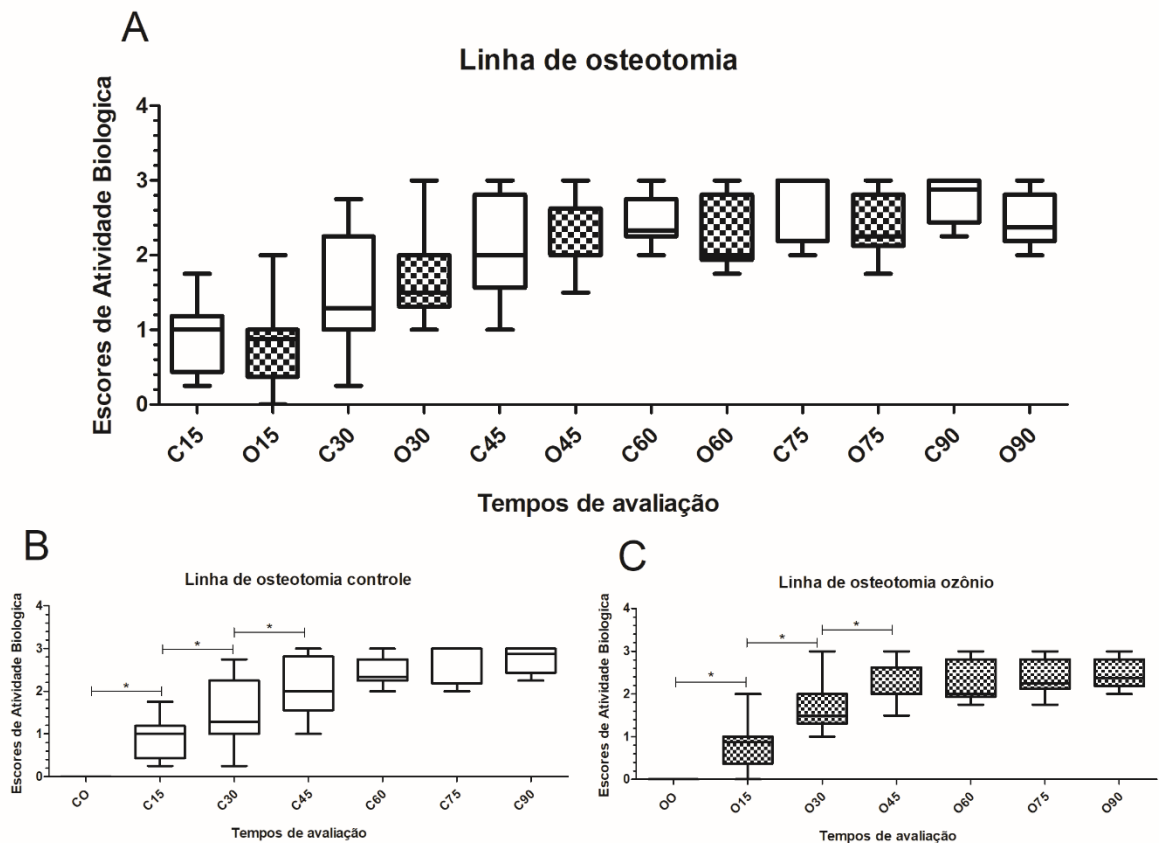 A
Linha de osteotomia
Escores de Atividade Biologica
4
3
2
1
0
C15 O15 C30 O30 C45 O45 C60 O60 C75 O75 C90 O90
Tempos de avaliação
B
Linha de osteotomia controle
Escores de Atividade Biologica
4
3
2
1
0
* * *
CO C15 C30 C45 C60 C75 C90
Tempos de avaliação
C
Linha de osteotomia ozônio
Escores de Atividade Biologica
4
3
2
1
0
* * *
OO O15 O30 O45 O60 O75 O90
Tempos de avaliação